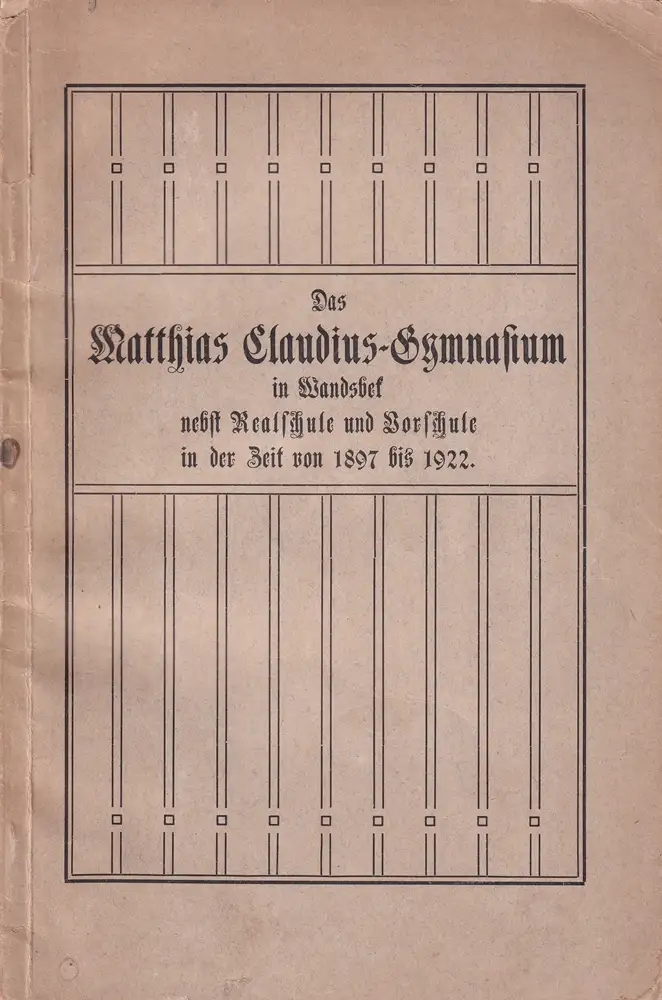 Das
Matthias Claudius-Gymnaſium
in Wandsbek
nebſt Realſchule und Vorſchule
in der Zeit von 1897 bis 1922.